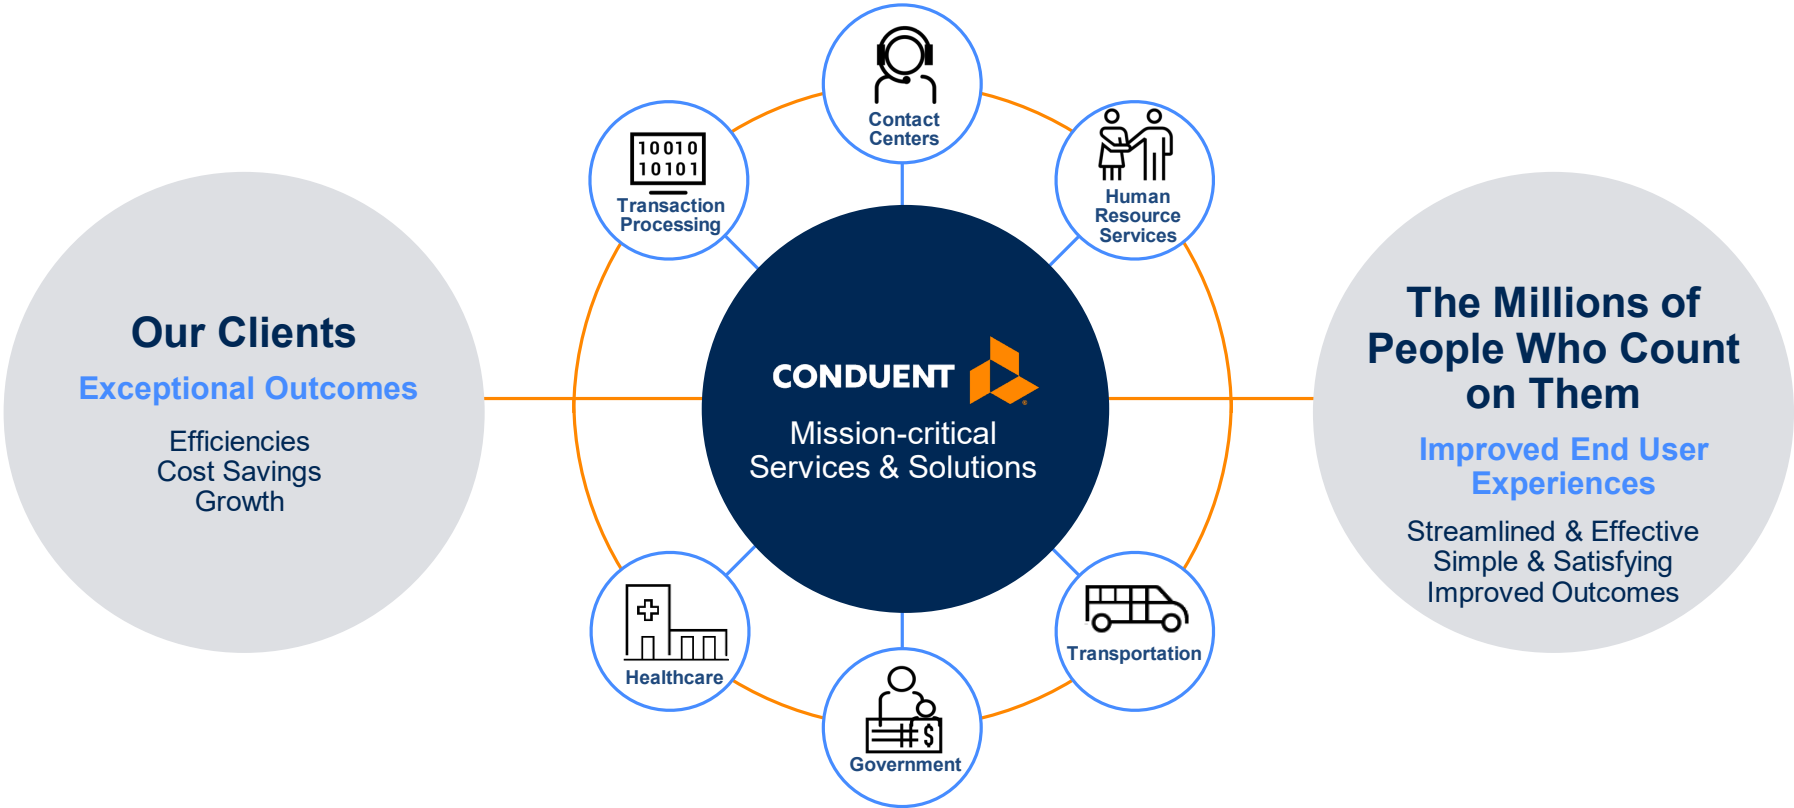 Our Clients
Exceptional Outcomes
Efficiencies
Cost Savings
Growth
Contact
Centers
10010
10101
Transaction
Processing
Human
Resource
Services
CONDUENT
Mission-critical
Services & Solutions
Healthcare
$
Government
Transportation
The Millions of
People Who Count
on Them
Improved End User
Experiences
Streamlined & Effective
Simple & Satisfying
Improved Outcomes